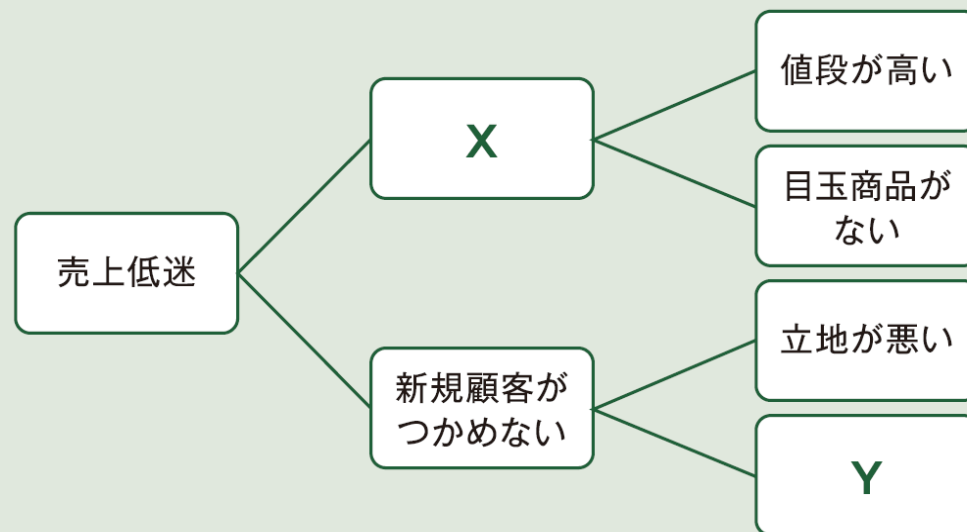 売上低迷
X
新規顧客が
つかめない
値段が高い
目玉商品が
ない
立地が悪い
Y